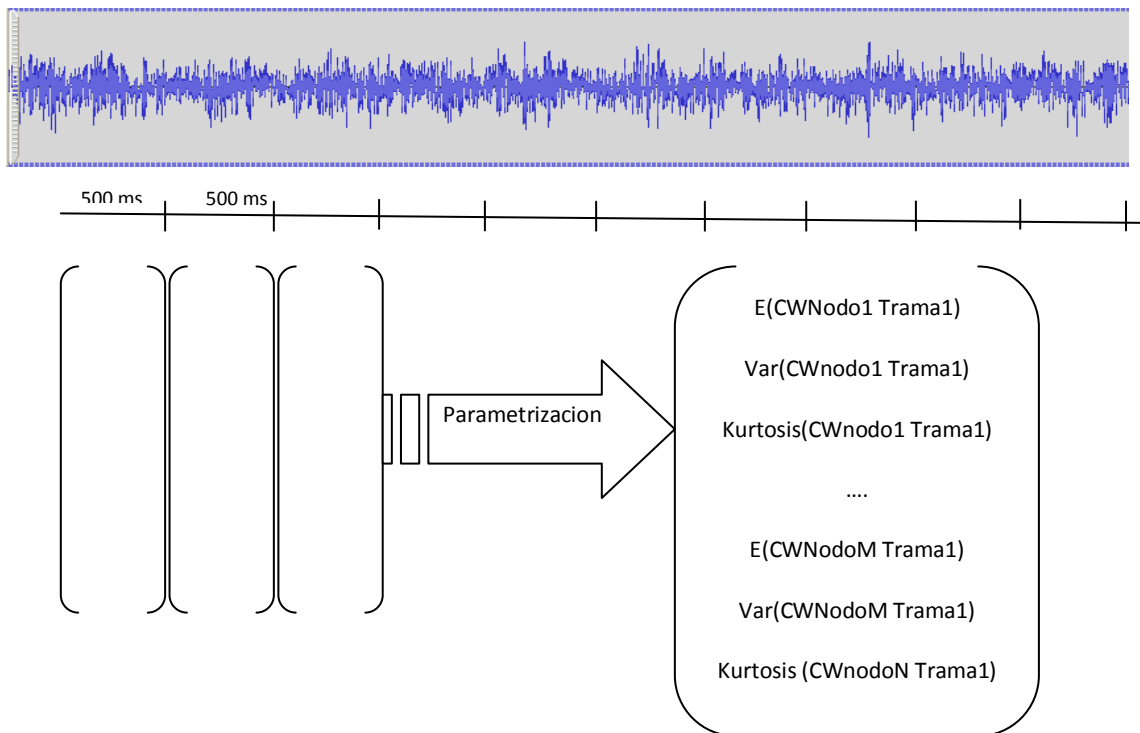 500 ms 500 ms
E(CWNodo1 Trama1)
Var(CWnodo1 Trama1)
Parametrizacion
Kurtosis(CWnodo1 Trama1)
....
E(CWNodoM Trama1)
Var(CWNodoM Trama1)
Kurtosis (CWnodoN Trama1)